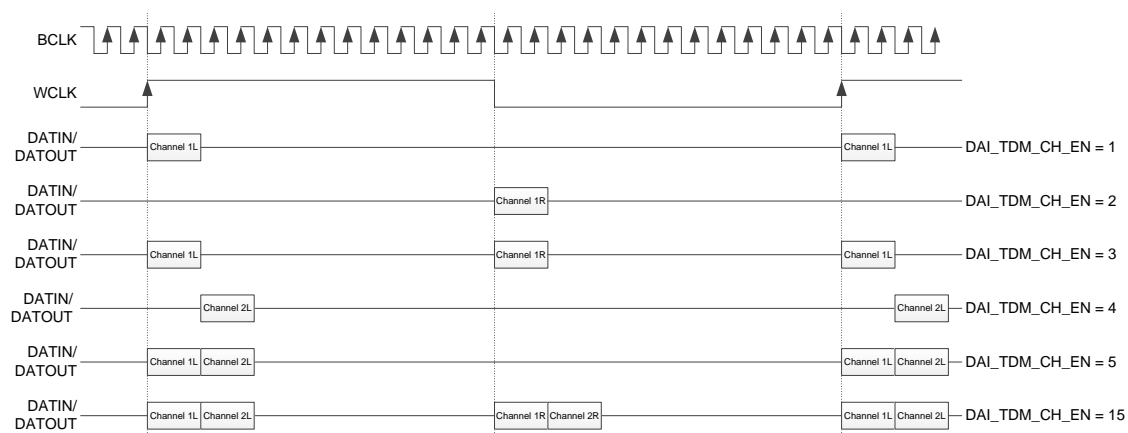 BCLK
WCLK
DATIN/
DATOUT
Channel 1L
Channel 1L
DAI_TDM_CH_EN = 1
DATIN/
DATOUT
Channel 1R
DAI_TDM_CH_EN = 2
DATIN/
DATOUT
Channel 1L
Channel 1R
Channel 1L
DAI_TDM_CH_EN = 3
DATIN/
DATOUT
Channel 2L
Channel 2L
DAI_TDM_CH_EN = 4
DATIN/
DATOUT
Channel 1L
Channel 2L
Channel 1L
Channel 2L
DAI_TDM_CH_EN = 5
DATIN/
DATOUT
Channel 1L
Channel 2L
Channel 1R
Channel 2R
Channel 1L
Channel 2L
DAI_TDM_CH_EN = 15